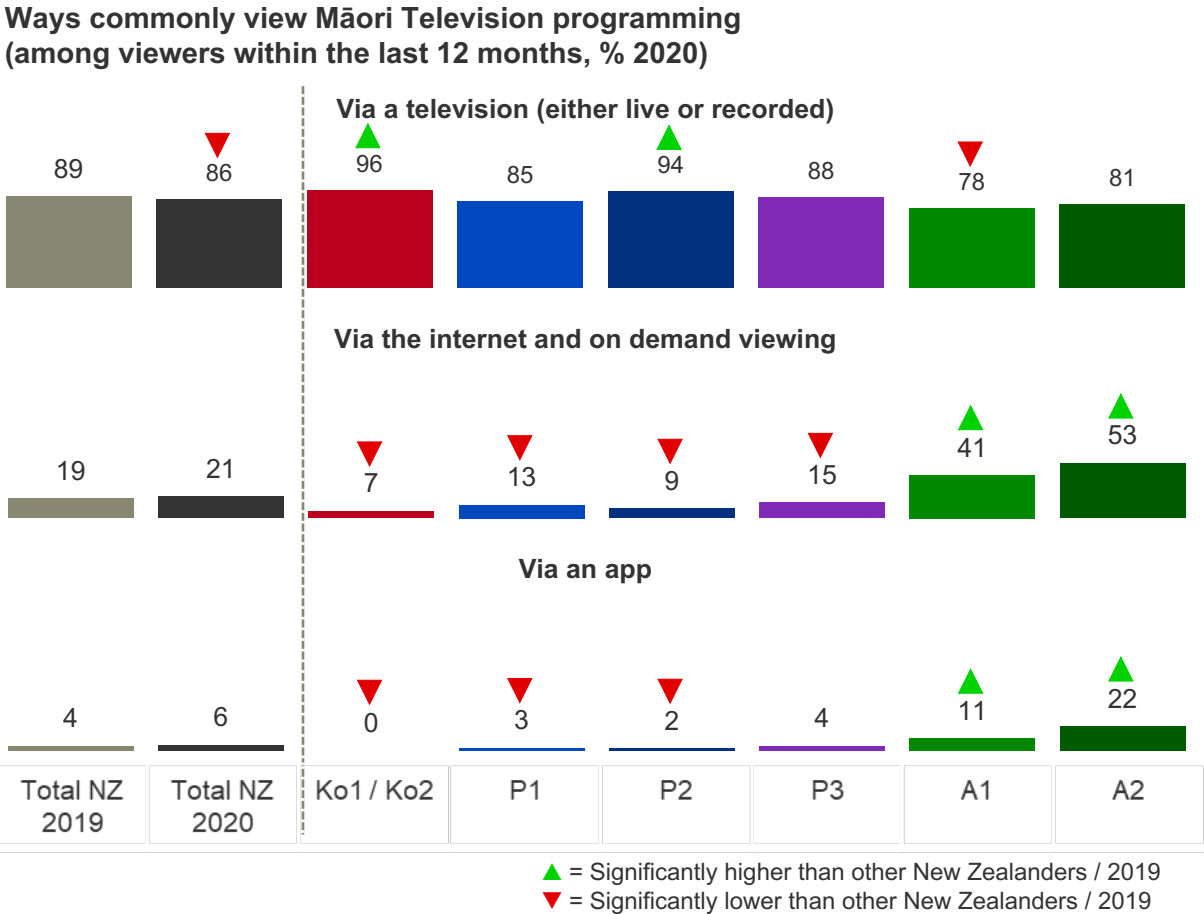 Ways commonly view Māori Television programming
(among viewers within the last 12 months, % 2020)
Via a television (either live or recorded)
89 86 96 85 94 88 78 81
Via the internet and on demand viewing
19 21 7 13 9 15 41 53
Via an app
4 6 0 3 2 4 11 22
Total NZ 2019
Total NZ 2020
Ko1 / Ko2
P1
P2
P3
A1
A2
▲ = Significantly higher than other New Zealanders / 2019
▼ = Significantly lower than other New Zealanders / 2019